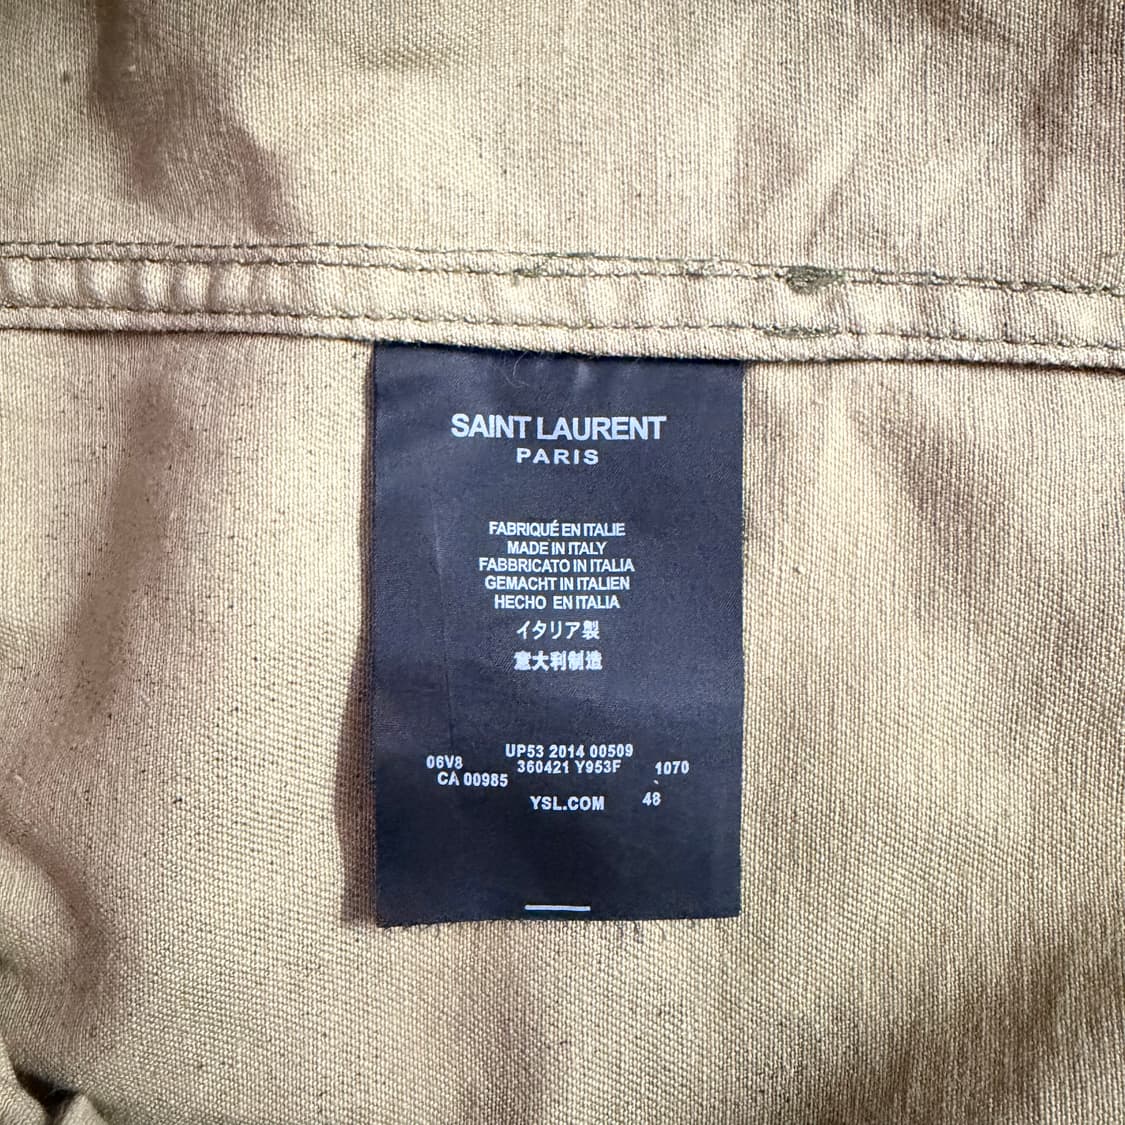 SAINT LAURENT
PARIS
FABRIQUÉ EN ITALIE
MADE IN ITALY
FABBRICATO IN ITALIA
GEMACHT IN ITALIEN
HECHO EN ITALIA
イタリア製
意大利制造
UP53 2014 00509
06V8 360421 Y953F 1070
CA 00985
YSL.COM 48